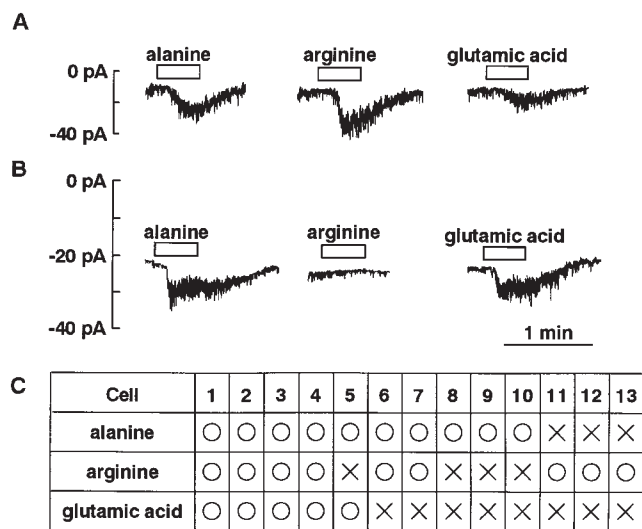 A
alanine arginine glutamic acid
0 pA
-40 pA
B
0 pA
alanine arginine glutamic acid
-20 pA
-40 pA
1 min
C
Cell 1 2 3 4 5 6 7 8 9 10 11 12 13
alanine ○ ○ ○ ○ ○ ○ ○ ○ ○ ○ × × ×
arginine ○ ○ ○ ○ × ○ ○ × × × ○ ○ ○
glutamic acid ○ ○ ○ ○ ○ × × × × × × × ×